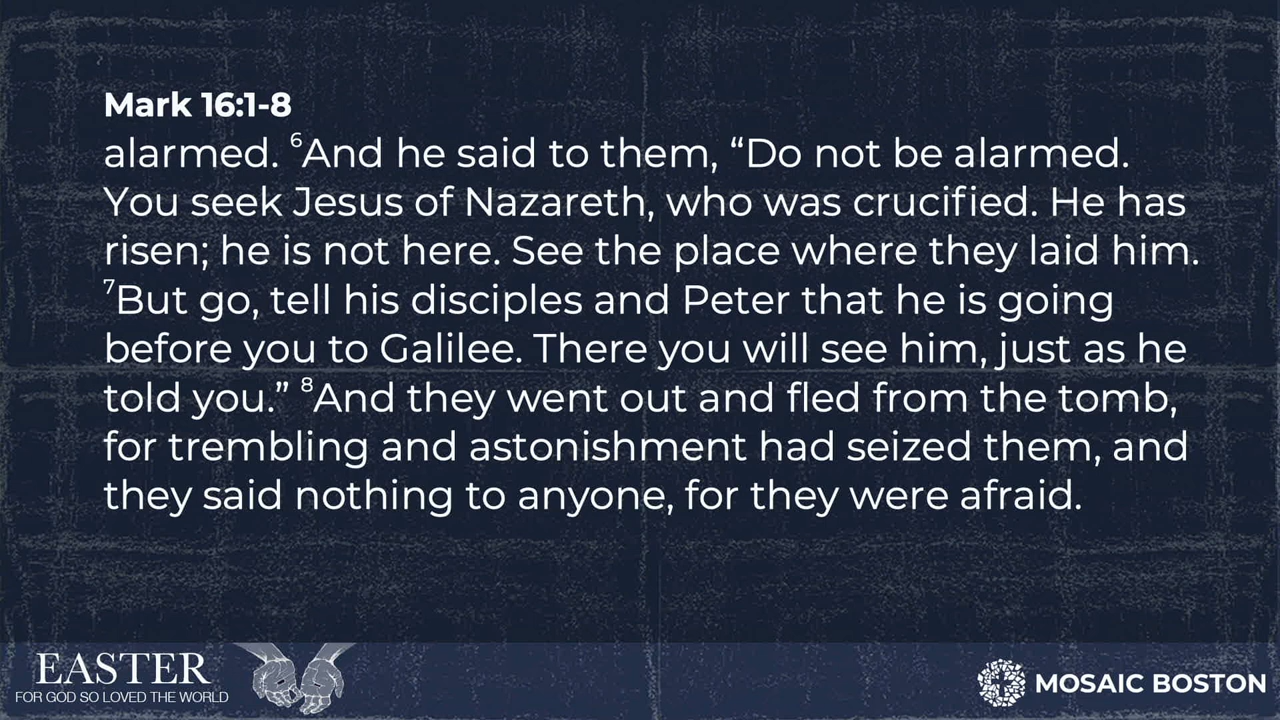 Mark 16:1-8
alarmed. ⁶And he said to them, “Do not be alarmed.
You seek Jesus of Nazareth, who was crucified. He has
risen; he is not here. See the place where they laid him.
⁷But go, tell his disciples and Peter that he is going
before you to Galilee. There you will see him, just as he
told you.” ⁸And they went out and fled from the tomb,
for trembling and astonishment had seized them, and
they said nothing to anyone, for they were afraid.
EASTER
FOR GOD SO LOVED THE WORLD
MOSAIC BOSTON